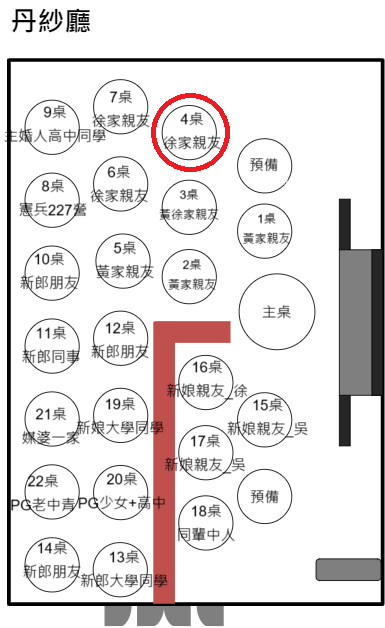 丹紗廳
7桌
徐家親友
4桌
徐家親友
9桌
主婚人高中同學
預備
6桌
徐家親友
8桌
憲兵227營
3桌
黃徐家親友
1桌
黃家親友
5桌
黃家親友
10桌
新郎朋友
2桌
黃家親友
主桌
12桌
新郎朋友
11桌
新郎同事
16桌
新娘親友_徐
19桌
新娘大學同學
15桌
新娘親友_吳
21桌
媒婆一家
17桌
新娘親友_吳
22桌
PG老中青
20桌
PG少女+高中
預備
18桌
同輩中人
14桌
新郎朋友
13桌
新郎大學同學